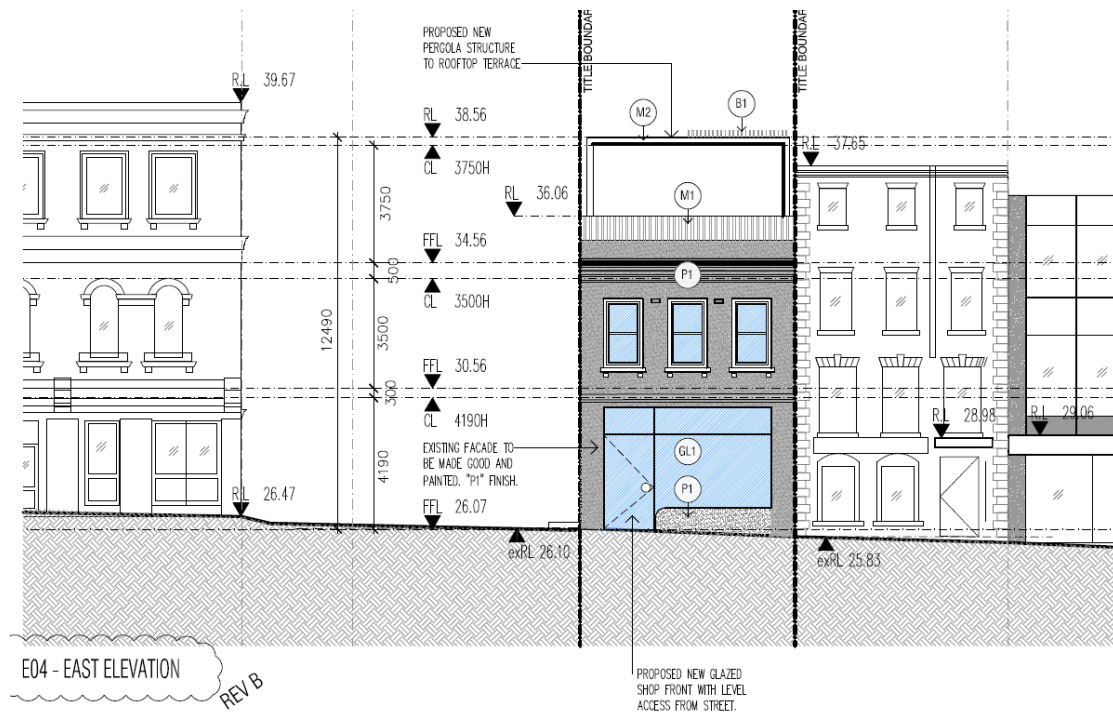 PROPOSED NEW
PERGOLA STRUCTURE
TO ROOFTOP TERRACE
TITLE BOUNDAR
TITLE BOUNDAR
R.L 39.67
RL 38.56
M2
B1
CL 3750H
R.L 37.65
RL 36.06
M1
3750
FFL 34.56
P1
500
CL 3500H
12490
3500
FFL 30.56
300
CL 4190H
R.L 28.98
R.L 29.06
EXISTING FACADE TO
BE MADE GOOD AND
PAINTED. "P1" FINISH.
GL1
4190
P1
R.L 26.47
FFL 26.07
exRL 26.10
exRL 25.83
E04 - EAST ELEVATION
REV B
PROPOSED NEW GLAZED
SHOP FRONT WITH LEVEL
ACCESS FROM STREET.